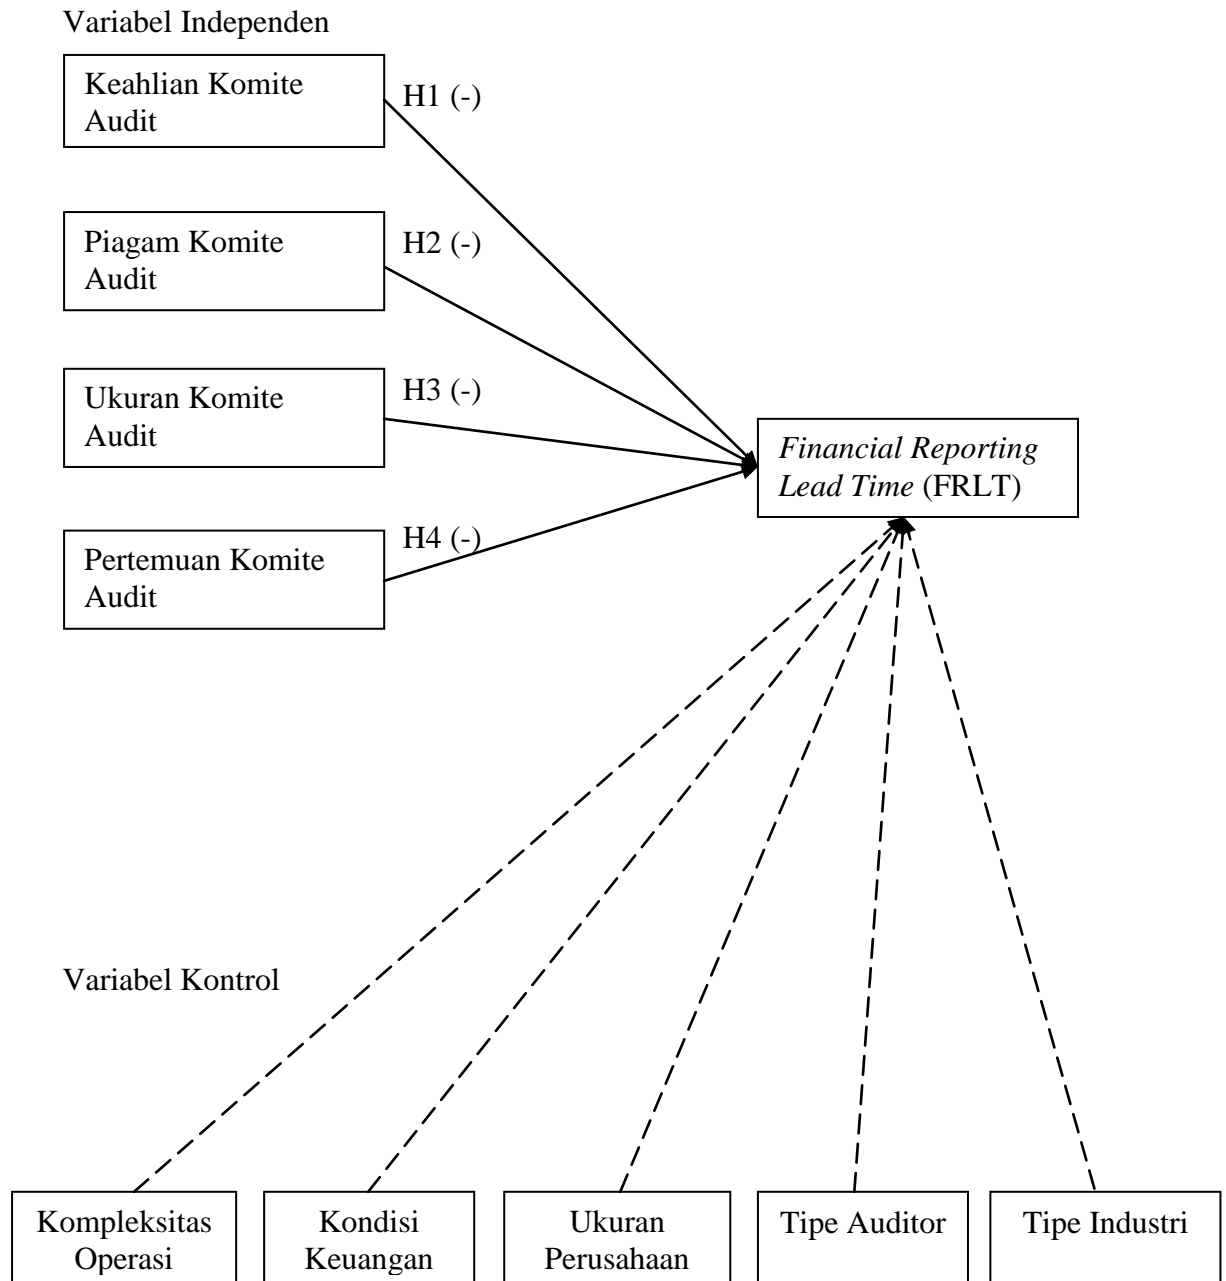 Variabel Independen
Keahlian Komite
Audit
H1 (-)
Piagam Komite
Audit
H2 (-)
Ukuran Komite
Audit
H3 (-)
Financial Reporting
Lead Time (FRLT)
Pertemuan Komite
Audit
H4 (-)
Variabel Kontrol
Kompleksitas
Operasi
Kondisi
Keuangan
Ukuran
Perusahaan
Tipe Auditor
Tipe Industri